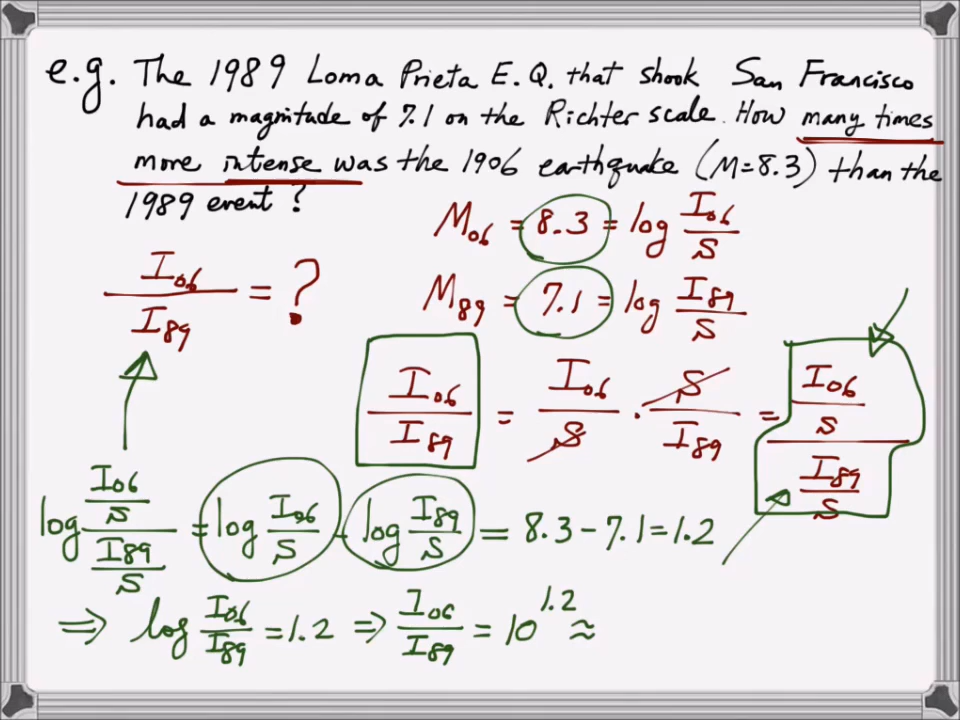 e.g. The 1989 Loma Prieta E.Q. that shook San Francisco
had a magnitude of 7.1 on the Richter scale. How many times
more intense was the 1906 earthquake (M=8.3) than the
1989 event?
M₀₆ = 8.3 = log I₀₆/S
I₀₆/I₈₉ = ?
M₈₉ = 7.1 = log I₈₉/S
I₀₆/I₈₉ = I₀₆/S · S/I₈₉ = (I₀₆/S)/(I₈₉/S)
log (I₀₆/S)/(I₈₉/S) = log I₀₆/S - log I₈₉/S = 8.3 - 7.1 = 1.2
⇒ log I₀₆/I₈₉ = 1.2 ⇒ I₀₆/I₈₉ = 10^1.2 ≈